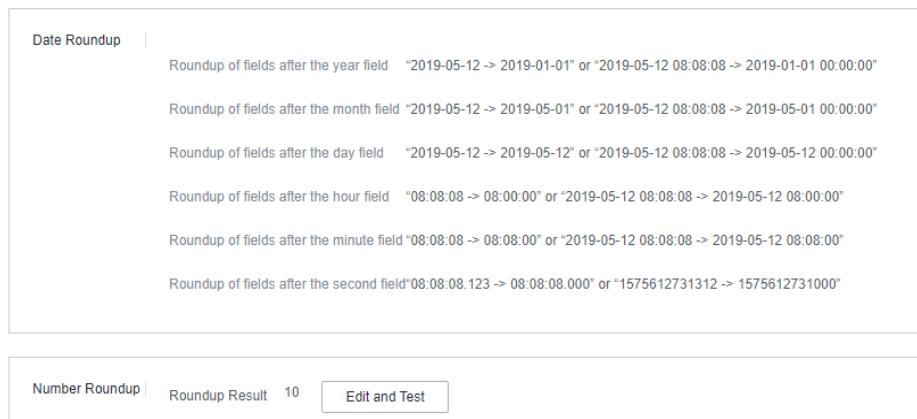 Date Roundup
Roundup of fields after the year field “2019-05-12 -> 2019-01-01” or “2019-05-12 08:08:08 -> 2019-01-01 00:00:00”
Roundup of fields after the month field “2019-05-12 -> 2019-05-01” or “2019-05-12 08:08:08 -> 2019-05-01 00:00:00”
Roundup of fields after the day field “2019-05-12 -> 2019-05-12” or “2019-05-12 08:08:08 -> 2019-05-12 00:00:00”
Roundup of fields after the hour field “08:08:08 -> 08:00:00” or “2019-05-12 08:08:08 -> 2019-05-12 08:00:00”
Roundup of fields after the minute field “08:08:08 -> 08:08:00” or “2019-05-12 08:08:08 -> 2019-05-12 08:08:00”
Roundup of fields after the second field “08:08:08.123 -> 08:08:08.000” or “1575612731312 -> 1575612731000”
Number Roundup Roundup Result 10 Edit and Test